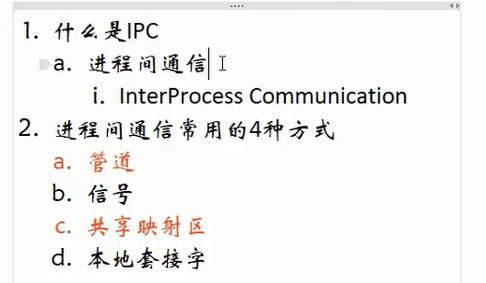 1. 什么是IPC
a. 进程间通信
i. InterProcess Communication
2. 进程间通信常用的4种方式
a. 管道
b. 信号
c. 共享映射区
d. 本地套接字